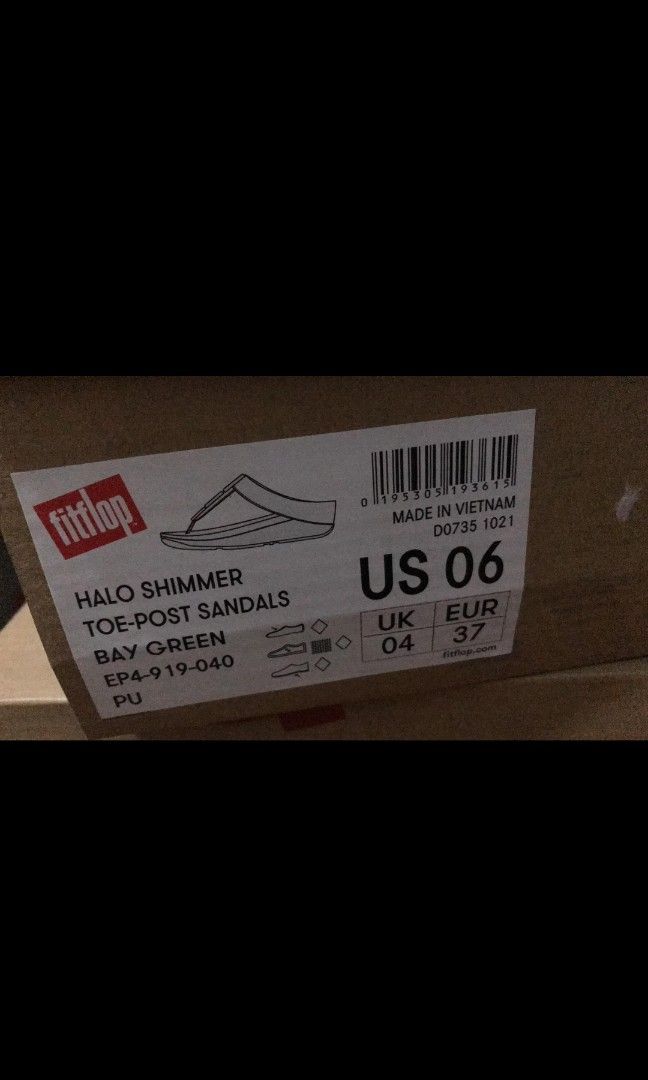 fitflop
HALO SHIMMER
TOE-POST SANDALS
BAY GREEN
EP4-919-040
PU
0 195305 193615
MADE IN VIETNAM
D0735 1021
US 06
UK EUR
04 37
fitflop.com